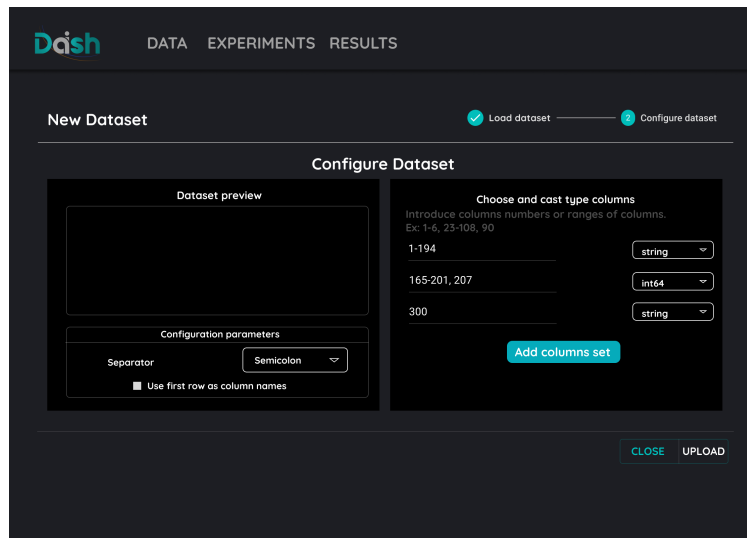 Dash
DATA EXPERIMENTS RESULTS
New Dataset
Load dataset
2 Configure dataset
Configure Dataset
Dataset preview
Configuration parameters
Separator
Semicolon
Use first row as column names
Choose and cast type columns
Introduce columns numbers or ranges of columns.
Ex: 1-6, 23-108, 90
1-194
string
165-201, 207
int64
300
string
Add columns set
CLOSE
UPLOAD